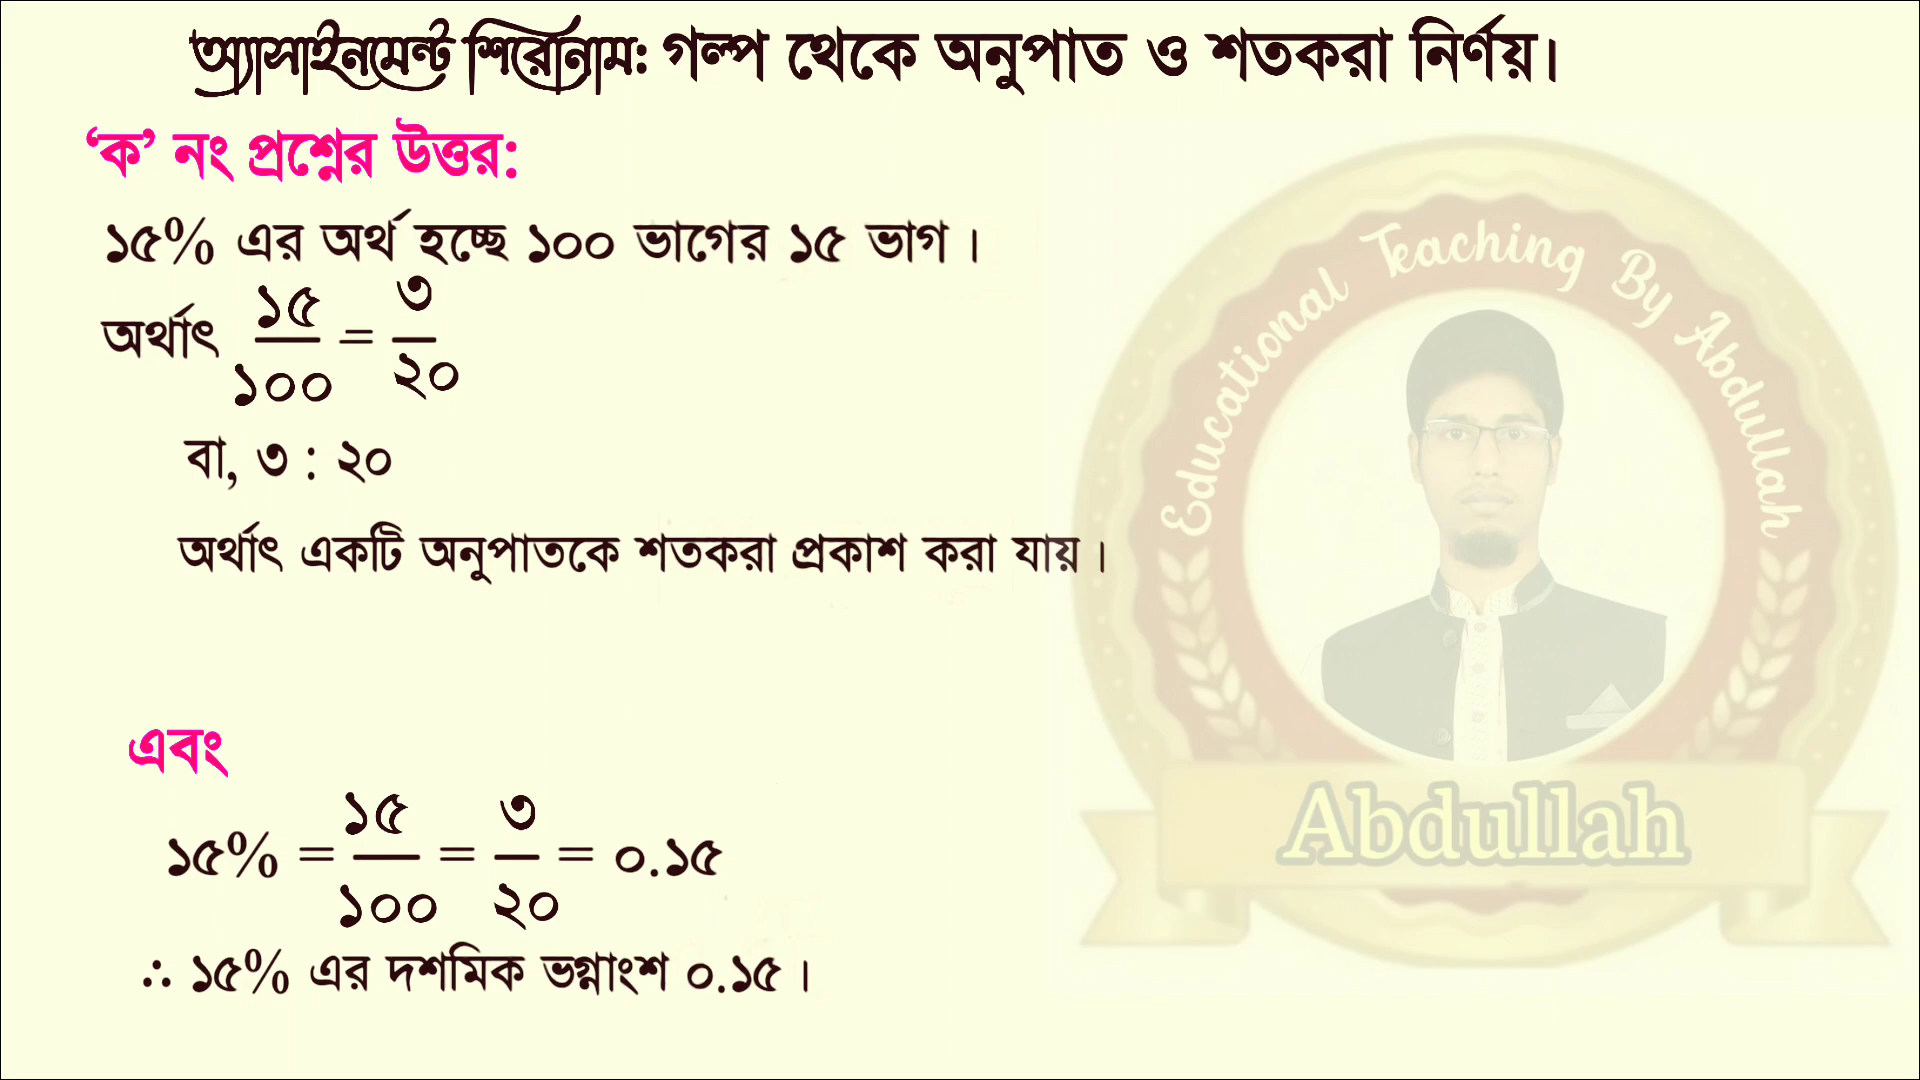 অ্যাসাইনমেন্ট শিরোনাম: গল্প থেকে অনুপাত ও শতকরা নির্ণয়।
‘ক’ নং প্রশ্নের উত্তর:
১৫% এর অর্থ হচ্ছে ১০০ ভাগের ১৫ ভাগ।
অর্থাৎ ১৫/১০০ = ৩/২০
বা, ৩ : ২০
অর্থাৎ একটি অনুপাতকে শতকরা প্রকাশ করা যায়।
এবং
১৫% = ১৫/১০০ = ৩/২০ = ০.১৫
∴ ১৫% এর দশমিক ভগ্নাংশ ০.১৫।
Educational Teaching By Abdullah
Abdullah